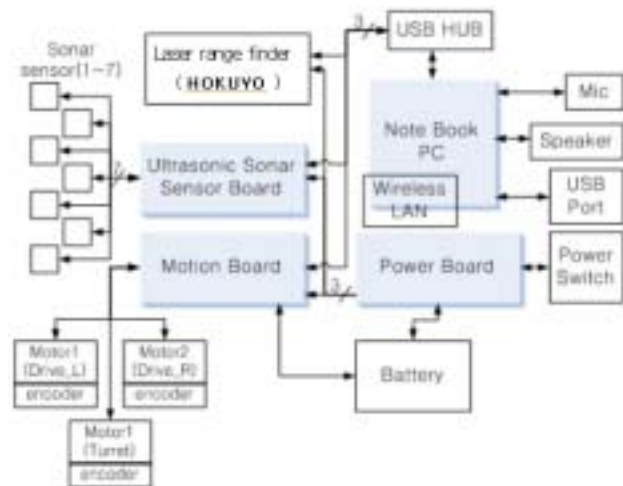 Sonar
sensor(1~7)
Laser range finder
( HOKUYO )
3
USB HUB
Note Book
PC
Wireless
LAN
Mic
Speaker
USB
Port
Ultrasonic Sonar
Sensor Board
Motion Board
3
Power Board
Power
Switch
Motor1
(Drive_L)
encoder
Motor2
(Drive_R)
encoder
Battery
Motor1
(Turret)
encoder